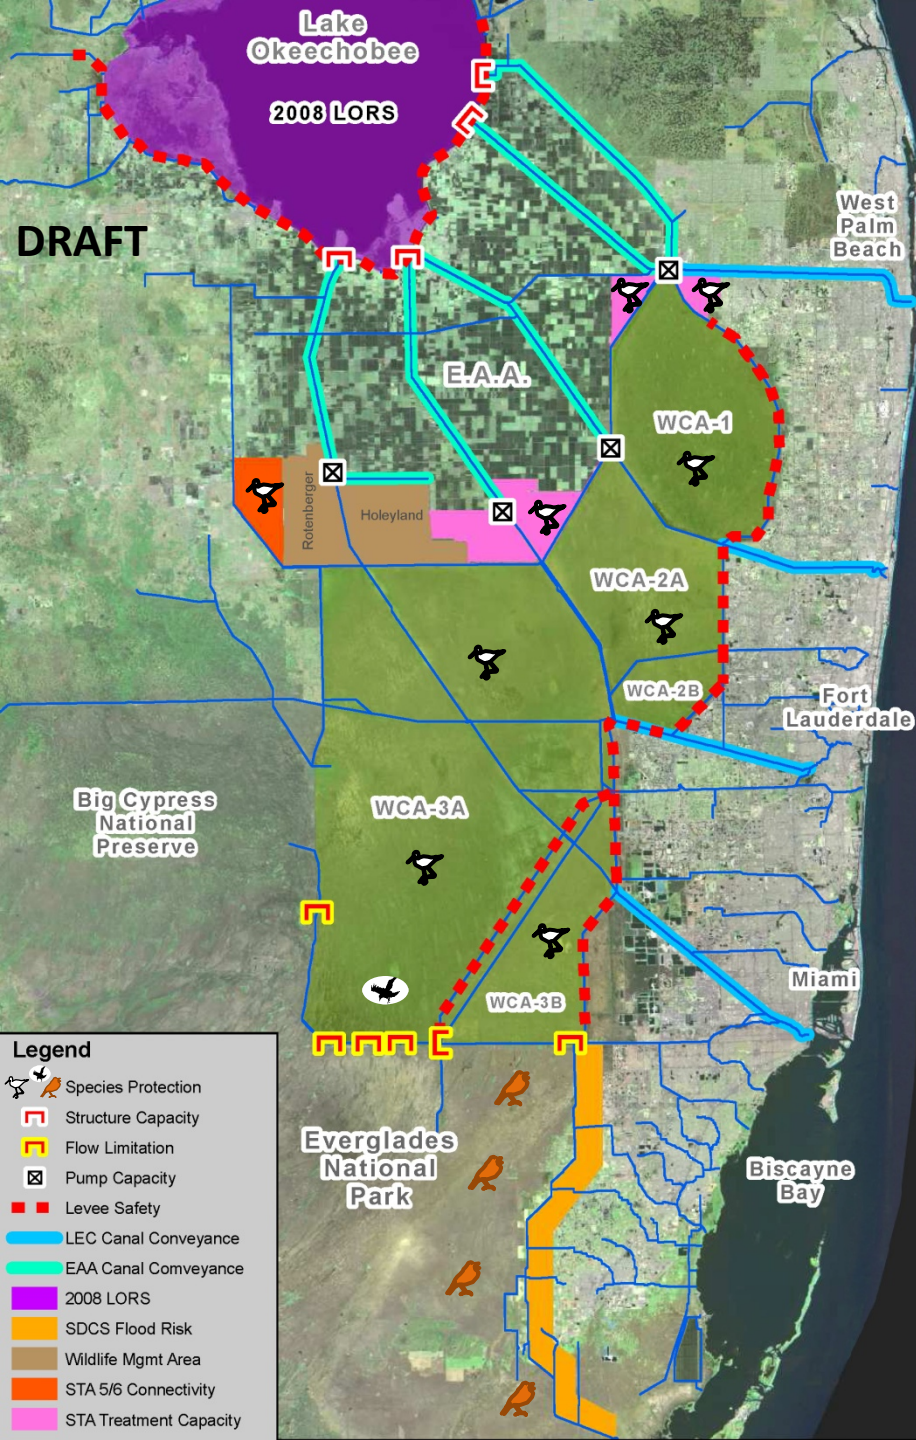 Lake
Okeechobee
2008 LORS
DRAFT
West
Palm
Beach
E.A.A.
WCA-1
Rotenberger
Holeyland
WCA-2A
WCA-2B
Fort
Lauderdale
Big Cypress
National
Preserve
WCA-3A
WCA-3B
Miami
Everglades
National
Park
Biscayne
Bay
Legend
Species Protection
Structure Capacity
Flow Limitation
Pump Capacity
Levee Safety
LEC Canal Conveyance
EAA Canal Comveyance
2008 LORS
SDCS Flood Risk
Wildlife Mgmt Area
STA 5/6 Connectivity
STA Treatment Capacity